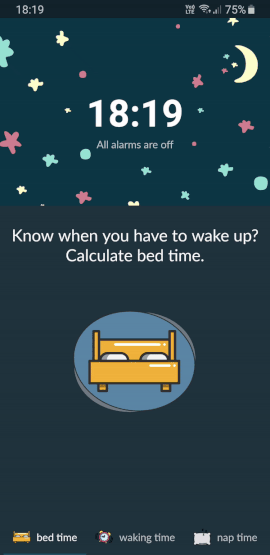 18:19 Vo) LTE 75%
18:19
All alarms are off
Know when you have to wake up?
Calculate bed time.
bed time waking time nap time